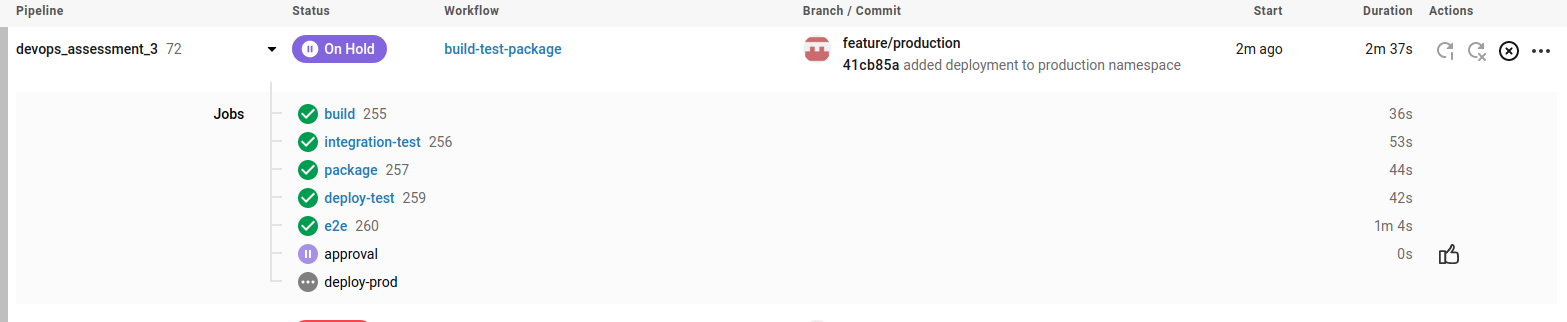 Pipeline Status Workflow Branch / Commit Start Duration Actions
devops_assessment_3 72 On Hold build-test-package feature/production 2m ago 2m 37s
41cb85a added deployment to production namespace
Jobs build 255 36s
integration-test 256 53s
package 257 44s
deploy-test 259 42s
e2e 260 1m 4s
approval 0s
deploy-prod